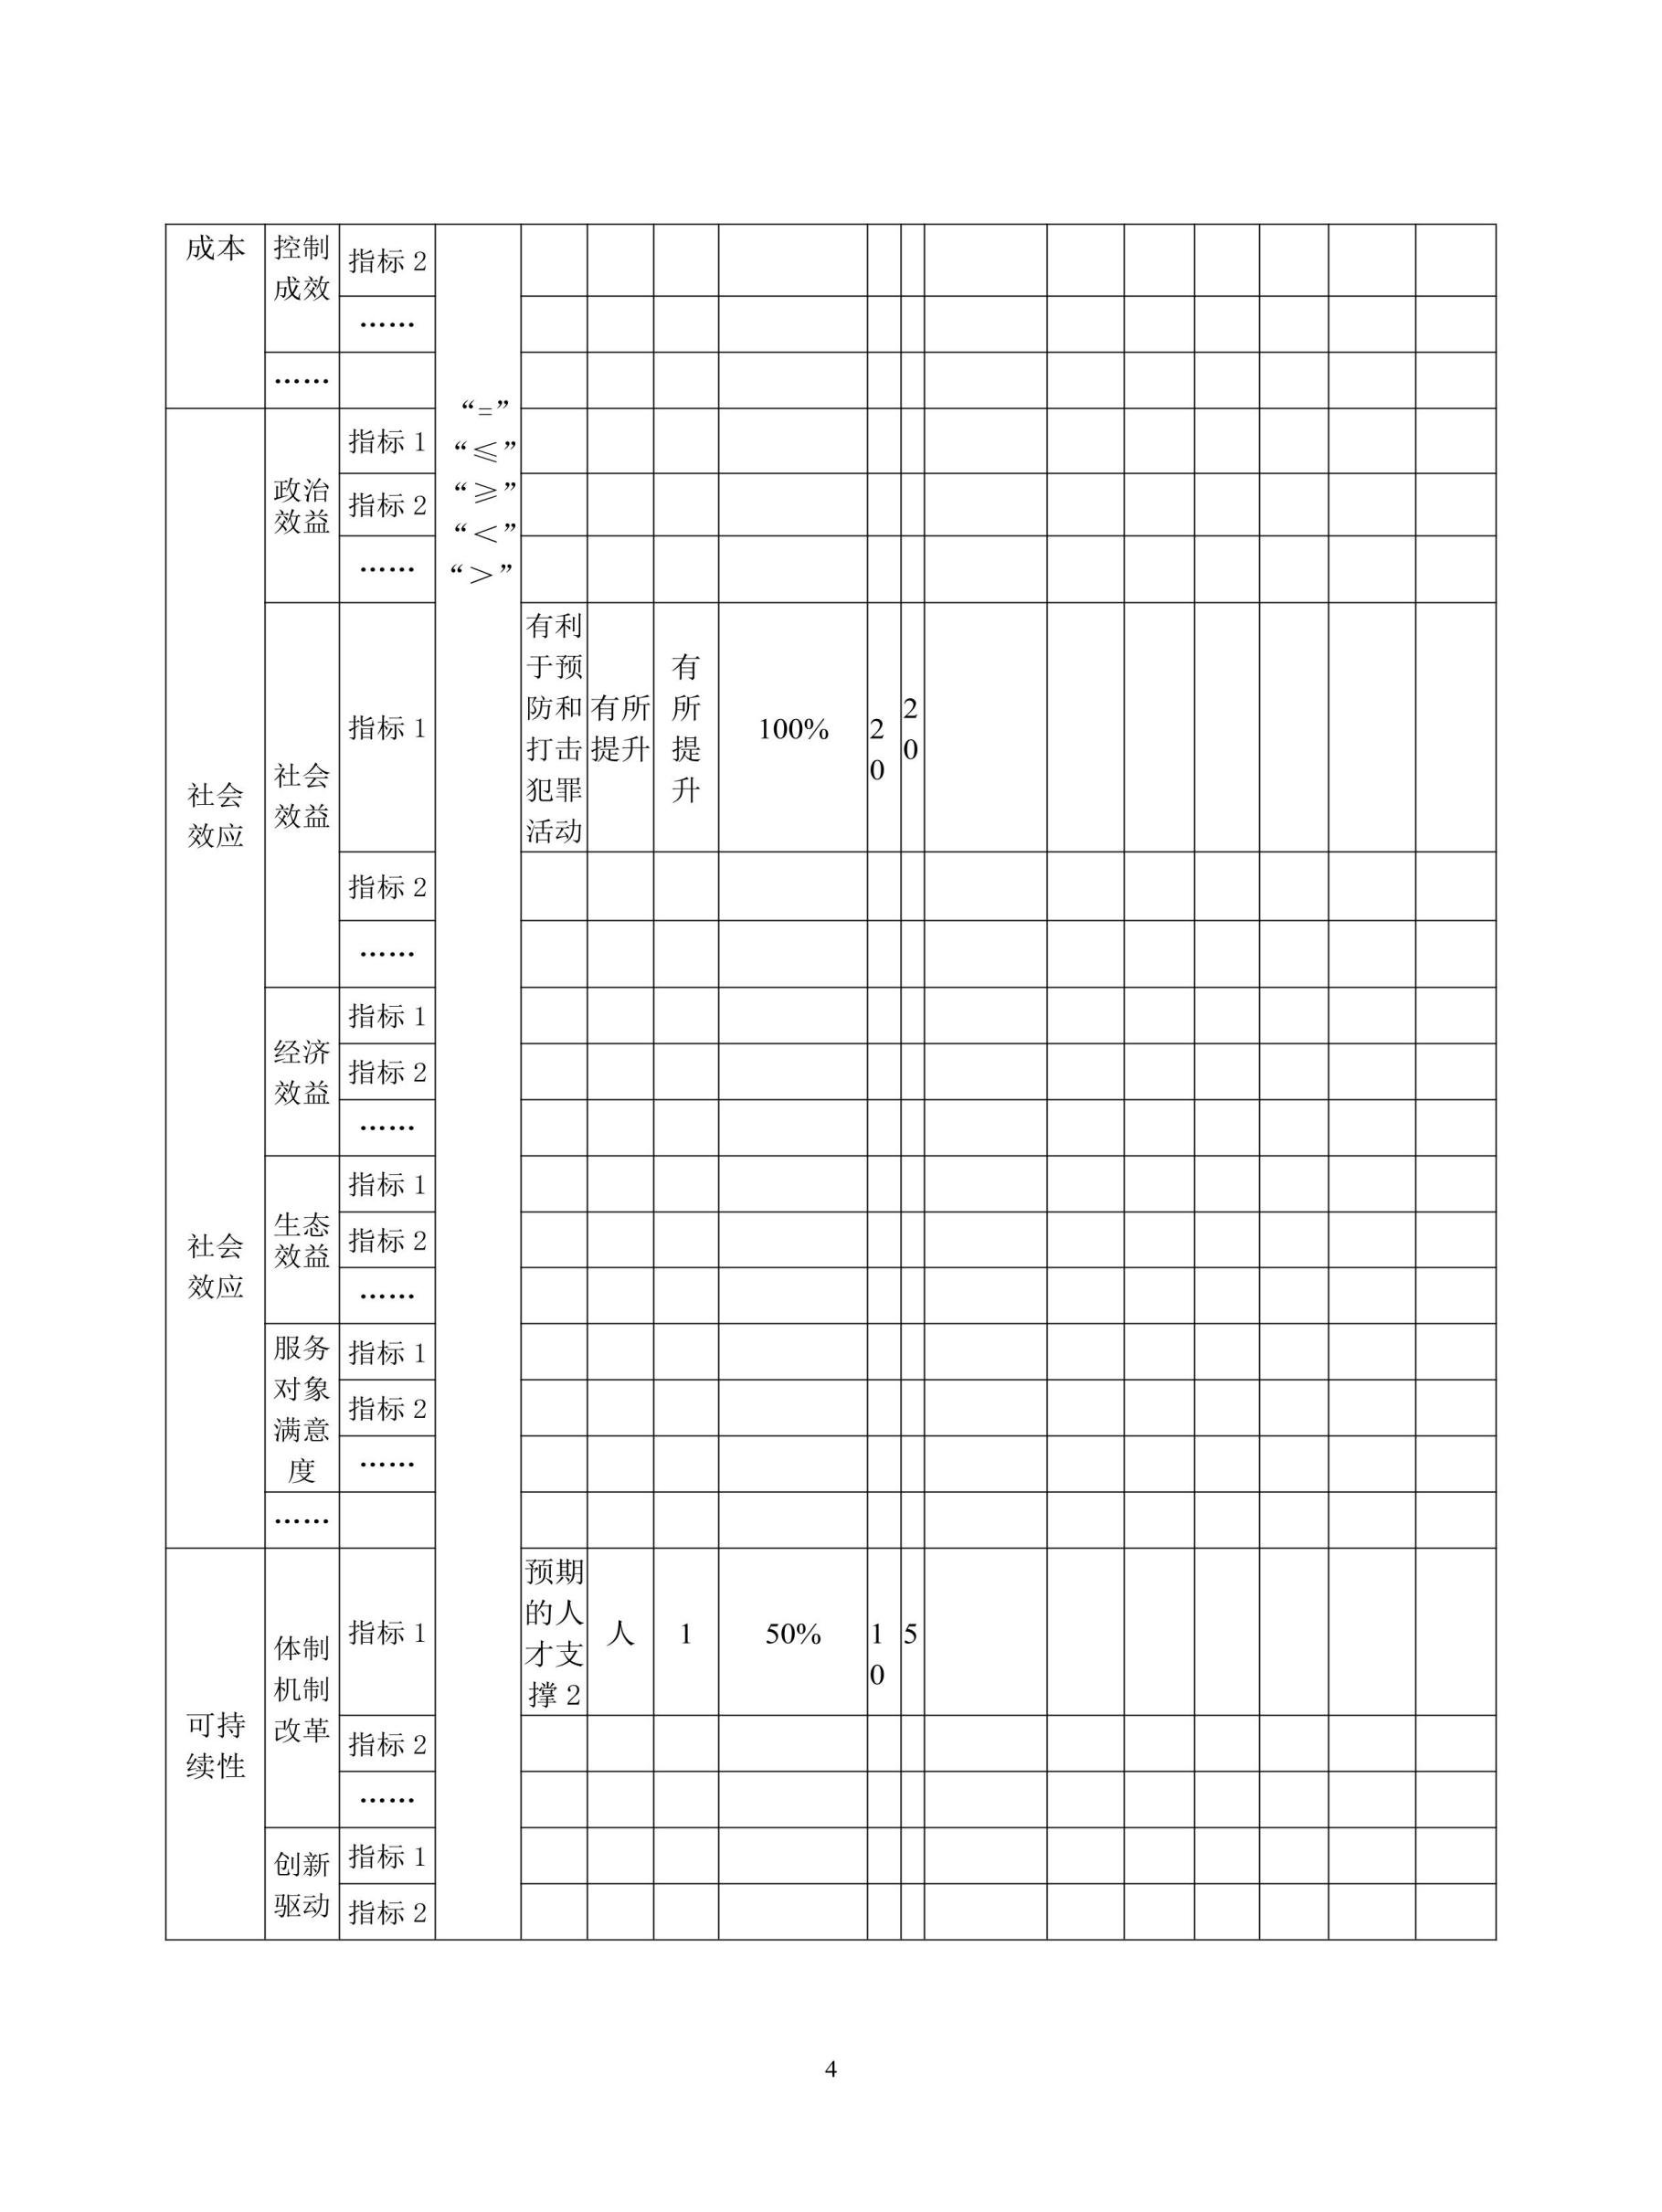 成本
控制
成效
指标 2
……
……
“=”
“≤”
“≥”
“<”
“>”
社会
效应
政治
效益
指标 1
指标 2
……
社会
效益
指标 1
有利
于预
防和
打击
犯罪
活动
有所
提升
有
所
提
升
100%
2
0
2
0
指标 2
……
经济
效益
指标 1
指标 2
……
社会
效应
生态
效益
指标 1
指标 2
……
服务
对象
满意
度
指标 1
指标 2
……
……
可持
续性
体制
机制
改革
指标 1
预期
的人
才支
撑 2
人
1
50%
1
0
5
指标 2
……
创新
驱动
指标 1
指标 2
4